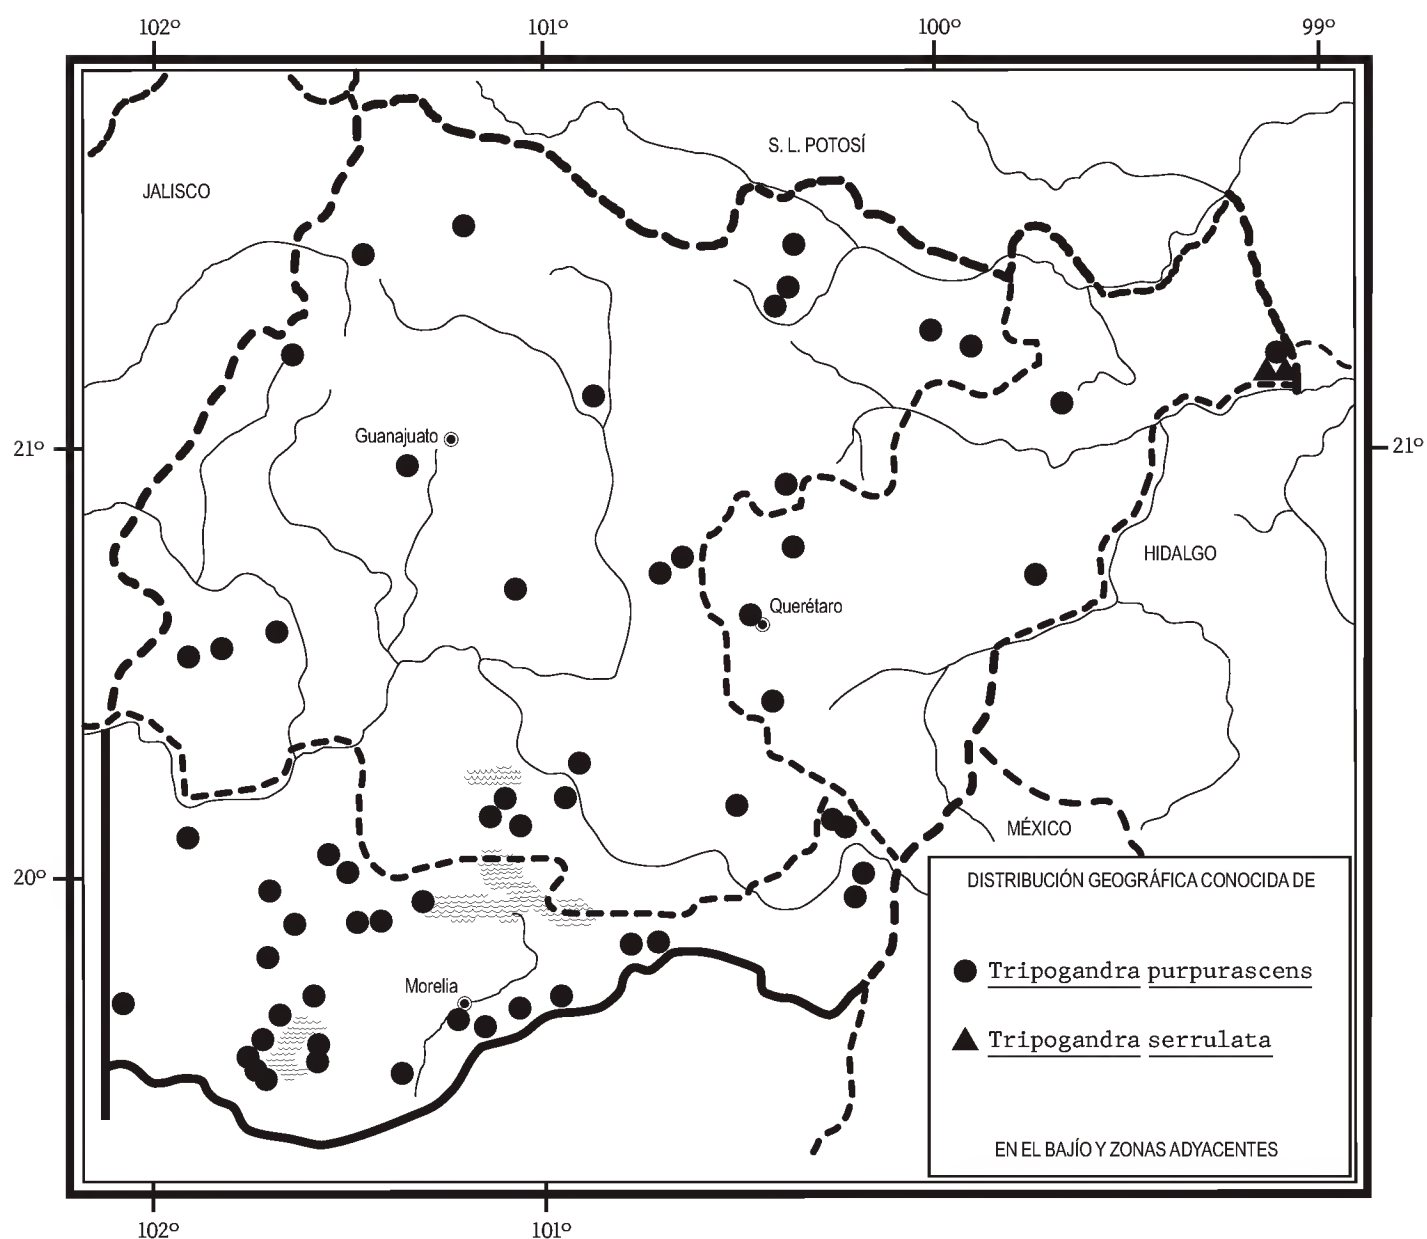 102º 101º 100º 99º
S. L. POTOSÍ
JALISCO
Guanajuato
21º 21º
HIDALGO
Querétaro
MÉXICO
20º
DISTRIBUCIÓN GEOGRÁFICA CONOCIDA DE
Tripogandra purpurascens
Morelia
Tripogandra serrulata
EN EL BAJÍO Y ZONAS ADYACENTES
102º 101º